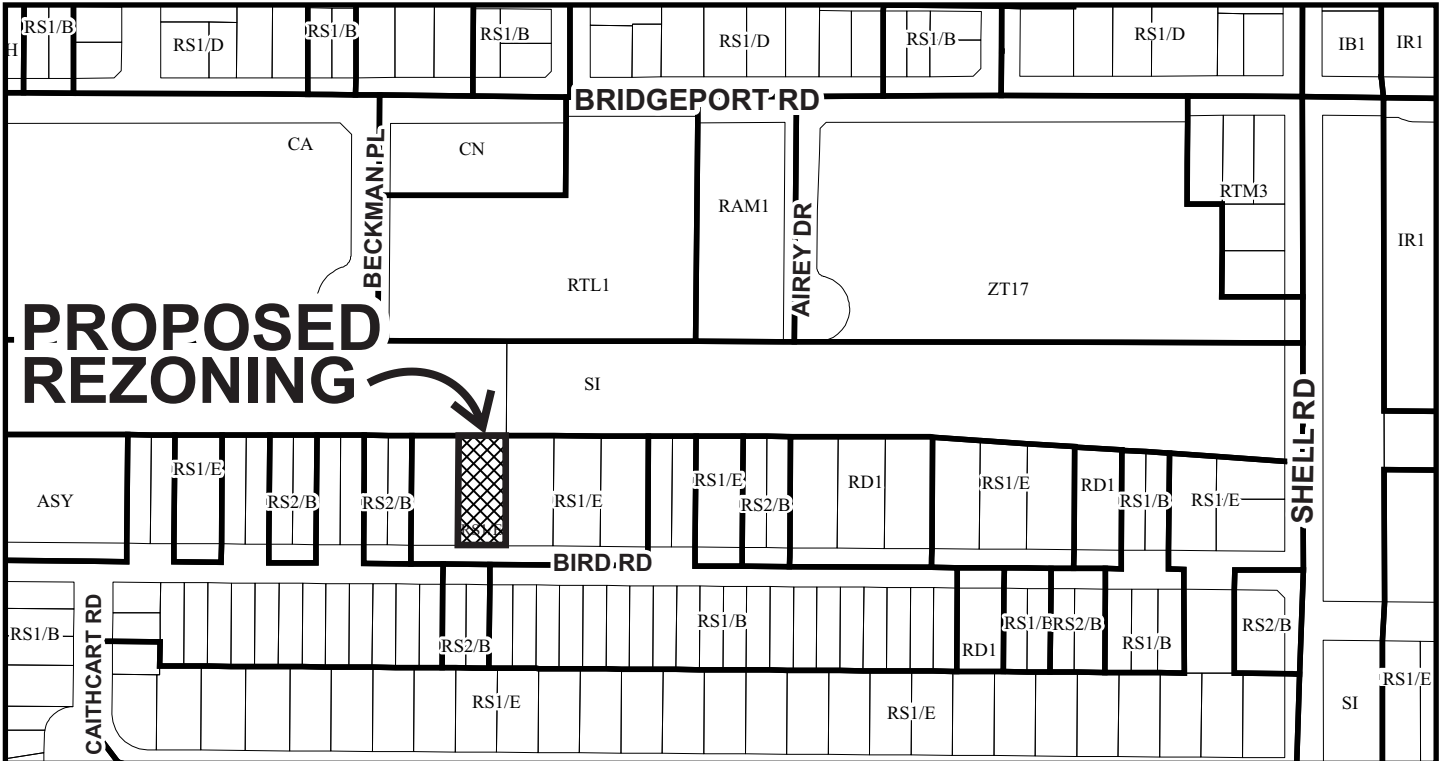 H
RS1/B
RS1/D
RS1/B
RS1/B
RS1/D
RS1/B
RS1/D
IB1
IR1
BRIDGEPORT RD
CA
BECKMAN PL
CN
RAM1
AIREY DR
RTM3
IR1
RTL1
ZT17
PROPOSED
REZONING
SI
SHELL RD
ASY
RS1/E
RS2/B
RS2/B
RS1/E
RS1/E
RS1/E
RS2/B
RD1
RS1/E
RD1
RS1/B
RS1/E
BIRD RD
CAITHCART RD
RS1/B
RS2/B
RS1/B
RD1
RS1/B
RS2/B
RS1/B
RS2/B
RS1/E
RS1/E
SI
RS1/E